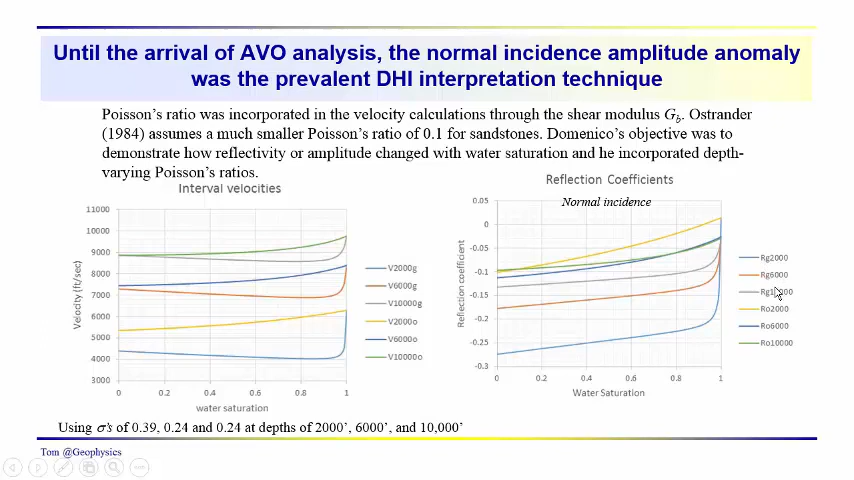 Until the arrival of AVO analysis, the normal incidence amplitude anomaly
was the prevalent DHI interpretation technique
Poisson’s ratio was incorporated in the velocity calculations through the shear modulus Gb. Ostrander
(1984) assumes a much smaller Poisson’s ratio of 0.1 for sandstones. Domenico’s objective was to
demonstrate how reflectivity or amplitude changed with water saturation and he incorporated depth-
varying Poisson’s ratios.
Interval velocities
11000
10000
9000
8000
7000
6000
5000
4000
3000
Velocity (ft/sec)
0 0.2 0.4 0.6 0.8 1
water saturation
V2000g
V6000g
V10000g
V2000o
V6000o
V10000o
Reflection Coefficients
Normal incidence
0.05
0
-0.05
-0.1
-0.15
-0.2
-0.25
-0.3
Reflection coefficient
0 0.2 0.4 0.6 0.8 1
Water Saturation
Rg2000
Rg6000
Ro2000
Ro6000
Ro10000
Using σ’s of 0.39, 0.24 and 0.24 at depths of 2000’, 6000’, and 10,000’
Tom @Geophysics